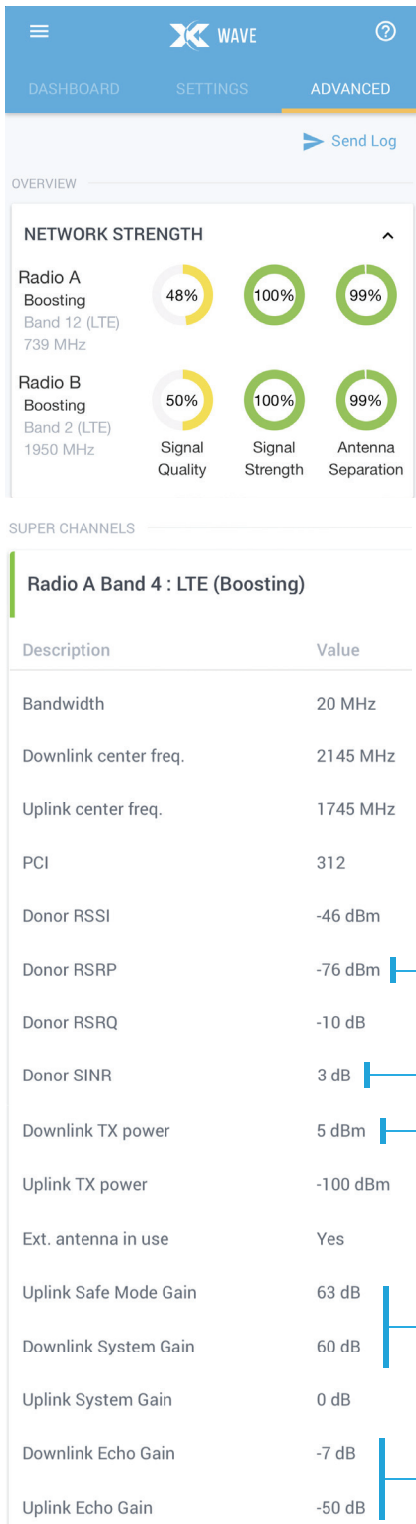 WAVE
DASHBOARD SETTINGS ADVANCED
Send Log
OVERVIEW
NETWORK STRENGTH
Radio A
Boosting
Band 12 (LTE)
739 MHz
48% 100% 99%
Radio B
Boosting
Band 2 (LTE)
1950 MHz
50% 100% 99%
Signal Quality
Signal Strength
Antenna Separation
SUPER CHANNELS
Radio A Band 4 : LTE (Boosting)
Description Value
Bandwidth 20 MHz
Downlink center freq. 2145 MHz
Uplink center freq. 1745 MHz
PCI 312
Donor RSSI -46 dBm
Donor RSRP -76 dBm
Donor RSRQ -10 dB
Donor SINR 3 dB
Downlink TX power 5 dBm
Uplink TX power -100 dBm
Ext. antenna in use Yes
Uplink Safe Mode Gain 63 dB
Downlink System Gain 60 dB
Uplink System Gain 0 dB
Downlink Echo Gain -7 dB
Uplink Echo Gain -50 dB